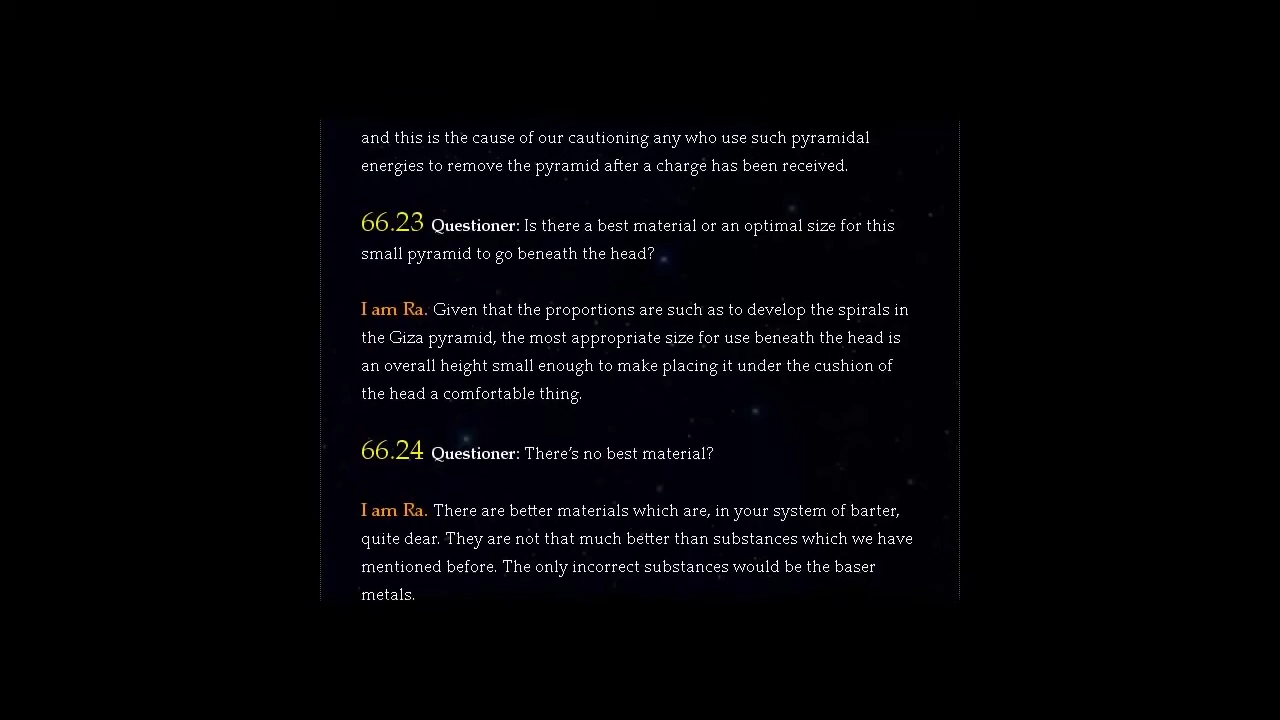 and this is the cause of our cautioning any who use such pyramidal
energies to remove the pyramid after a charge has been received.
66.23 Questioner: Is there a best material or an optimal size for this
small pyramid to go beneath the head?
I am Ra. Given that the proportions are such as to develop the spirals in
the Giza pyramid, the most appropriate size for use beneath the head is
an overall height small enough to make placing it under the cushion of
the head a comfortable thing.
66.24 Questioner: There's no best material?
I am Ra. There are better materials which are, in your system of barter,
quite dear. They are not that much better than substances which we have
mentioned before. The only incorrect substances would be the baser
metals.